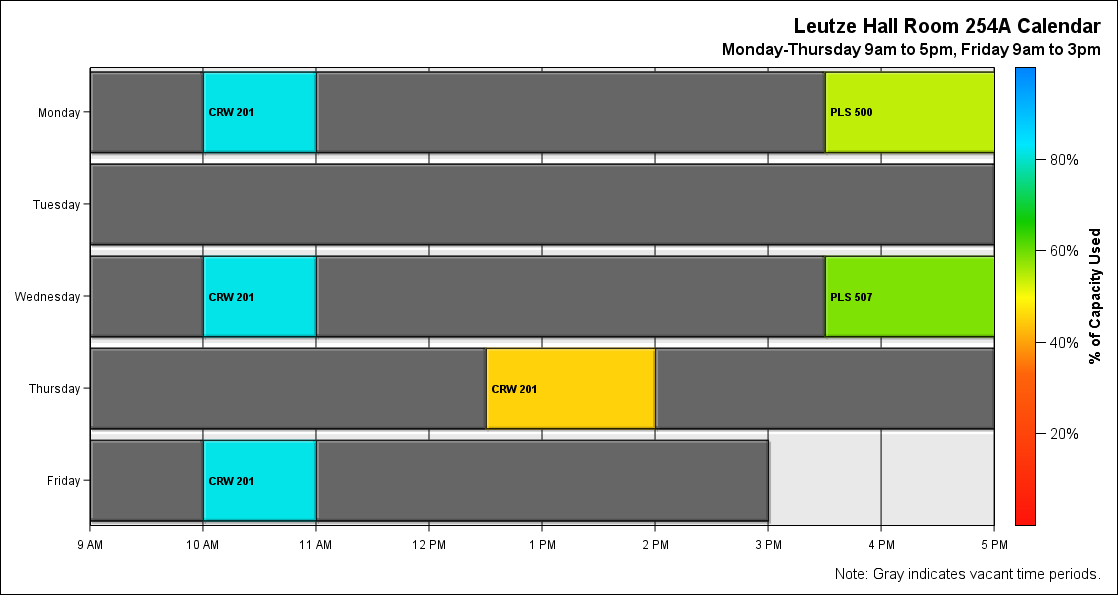 Leutze Hall Room 254A Calendar
Monday-Thursday 9am to 5pm, Friday 9am to 3pm
Monday
CRW 201
PLS 500
Tuesday
Wednesday
CRW 201
PLS 507
Thursday
CRW 201
Friday
CRW 201
9 AM 10 AM 11 AM 12 PM 1 PM 2 PM 3 PM 4 PM 5 PM
80%
60%
40%
20%
% of Capacity Used
Note: Gray indicates vacant time periods.